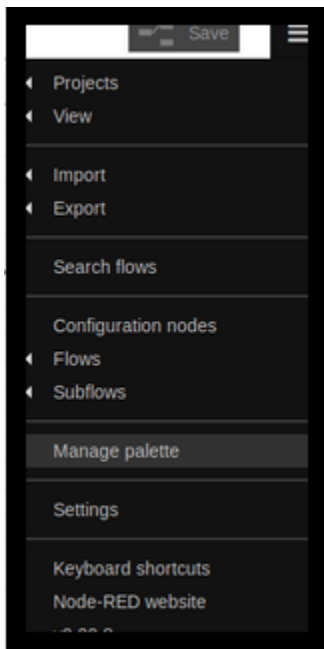 Save
Projects
View
Import
Export
Search flows
Configuration nodes
Flows
Subflows
Manage palette
Settings
Keyboard shortcuts
Node-RED website